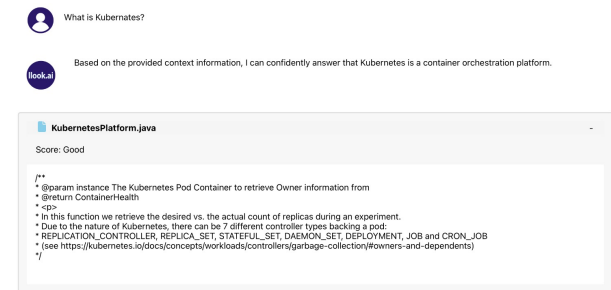 What is Kubernates?
llook.ai
Based on the provided context information, I can confidently answer that Kubernetes is a container orchestration platform.
KubernetesPlatform.java -
Score: Good
/**
* @param instance The Kubernetes Pod Container to retrieve Owner information from
* @return ContainerHealth
* <p>
* In this function we retrieve the desired vs. the actual count of replicas during an experiment.
* Due to the nature of Kubernetes, there can be 7 different controller types backing a pod:
* REPLICATION_CONTROLLER, REPLICA_SET, STATEFUL_SET, DAEMON_SET, DEPLOYMENT, JOB and CRON_JOB
* (see https://kubernetes.io/docs/concepts/workloads/controllers/garbage-collection/#owners-and-dependents)
*/